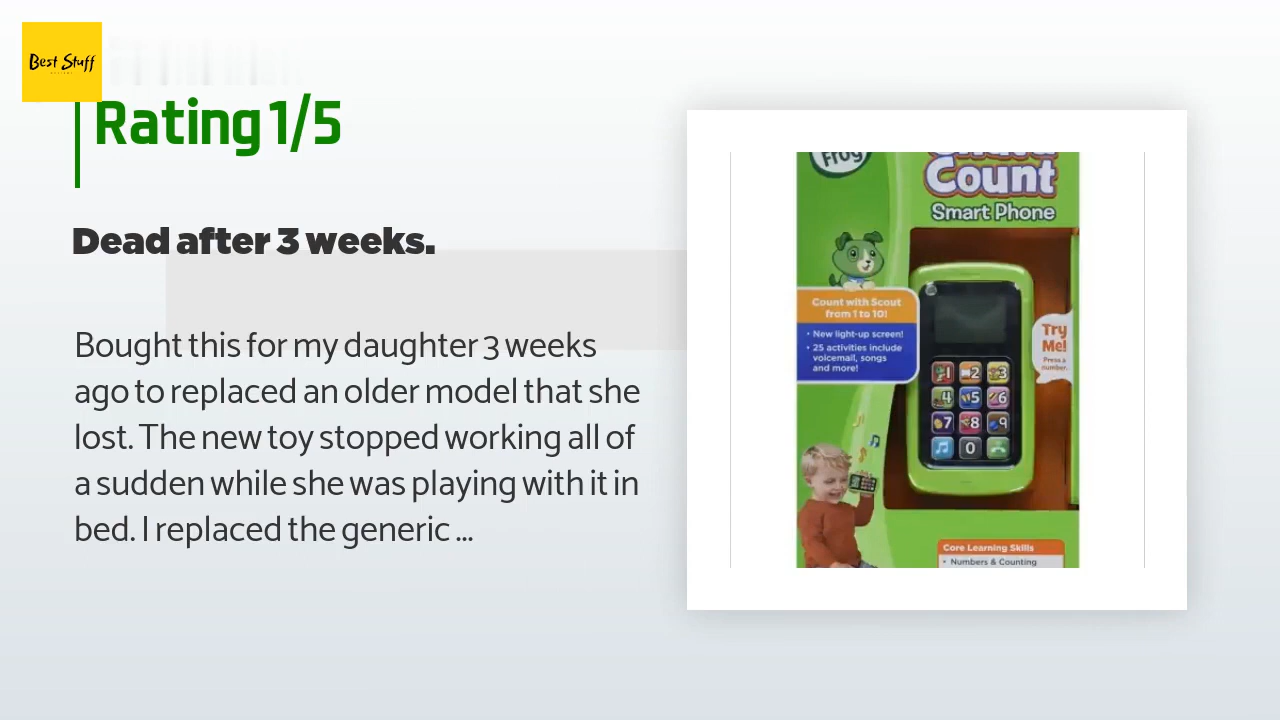 Best Stuff
Rating 1/5
Dead after 3 weeks.
Bought this for my daughter 3 weeks
ago to replaced an older model that she
lost. The new toy stopped working all of
a sudden while she was playing with it in
bed. I replaced the generic ...
Frog
Count
Smart Phone
Count with Scout
from 1 to 10!
• New light-up screen!
• 25 activities include
voicemail, songs
and more!
Try
Me!
Press a
number.
1 2 3
4 5 6
7 8 9
0
Core Learning Skills
• Numbers & Counting